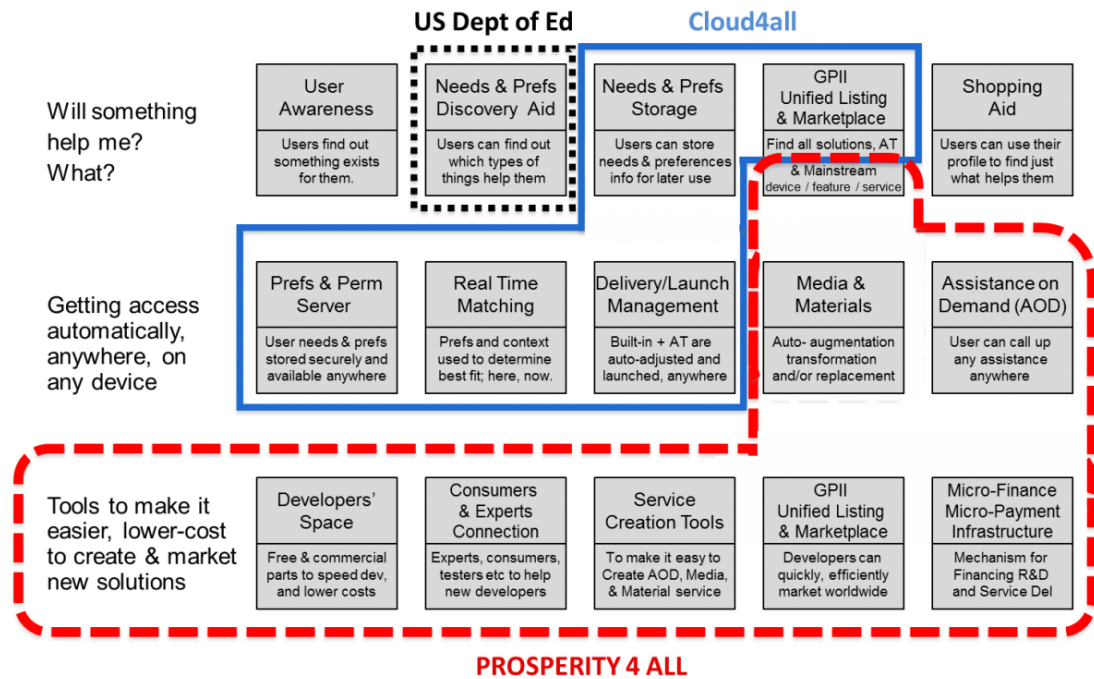 US Dept of Ed
Cloud4all
Will something
help me?
What?
User
Awareness
Users find out
something exists
for them.
Needs & Prefs
Discovery Aid
Users can find out
which types of
things help them
Needs & Prefs
Storage
Users can store
needs & preferences
info for later use
GPII
Unified Listing
& Marketplace
Find all solutions, AT
& Mainstream
device / feature / service
Shopping
Aid
Users can use their
profile to find just
what helps them
Getting access
automatically,
anywhere, on
any device
Prefs & Perm
Server
User needs & prefs
stored securely and
available anywhere
Real Time
Matching
Prefs and context
used to determine
best fit; here, now.
Delivery/Launch
Management
Built-in + AT are
auto-adjusted and
launched, anywhere
Media &
Materials
Auto- augmentation
transformation
and/or replacement
Assistance on
Demand (AOD)
User can call up
any assistance
anywhere
Tools to make it
easier, lower-cost
to create & market
new solutions
Developers'
Space
Free & commercial
parts to speed dev,
and lower costs
Consumers
& Experts
Connection
Experts, consumers,
testers etc to help
new developers
Service
Creation Tools
To make it easy to
Create AOD, Media,
& Material service
GPII
Unified Listing
& Marketplace
Developers can
quickly, efficiently
market worldwide
Micro-Finance
Micro-Payment
Infrastructure
Mechanism for
Financing R&D
and Service Del
PROSPERITY 4 ALL